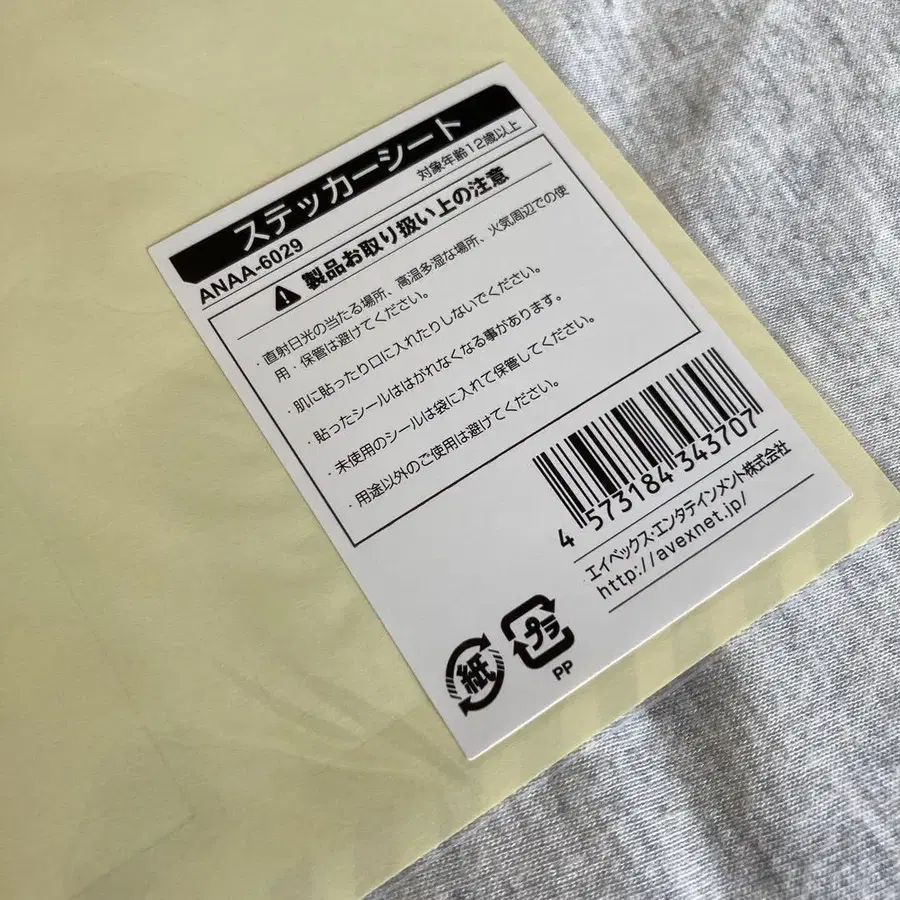 ステッカーシート
ANAA-6029
対象年齢12歳以上
製品お取り扱い上の注意
・直射日光の当たる場所、高温多湿な場所、火気周辺での使
用・保管は避けてください。
・肌に貼ったり口に入れたりしないでください。
・貼ったシールははがれなくなる事があります。
・未使用のシールは袋に入れて保管してください。
・用途以外のご使用は避けてください。
4 573184 343707
エイベックス・エンタテインメント株式会社
http://avexnet.jp/
紙
プラ
PP